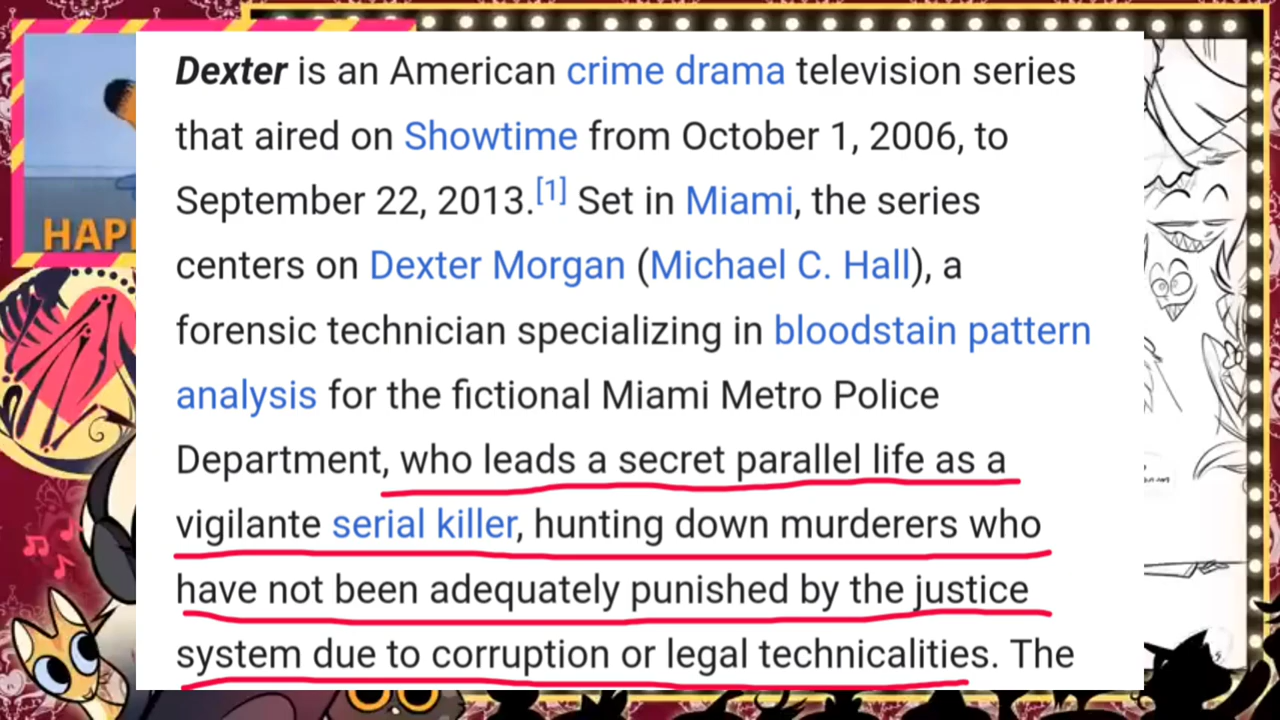 Dexter is an American crime drama television series
that aired on Showtime from October 1, 2006, to
September 22, 2013.[1] Set in Miami, the series
centers on Dexter Morgan (Michael C. Hall), a
forensic technician specializing in bloodstain pattern
analysis for the fictional Miami Metro Police
Department, who leads a secret parallel life as a
vigilante serial killer, hunting down murderers who
have not been adequately punished by the justice
system due to corruption or legal technicalities. The
HAP